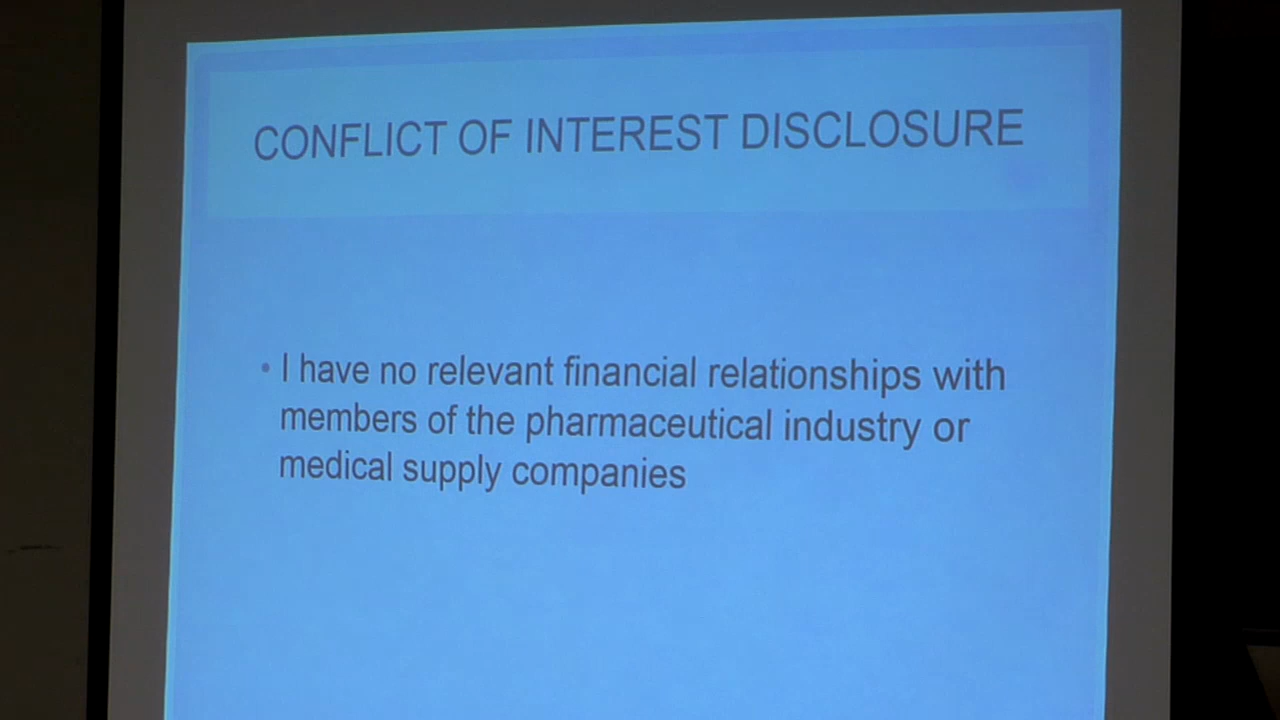 CONFLICT OF INTEREST DISCLOSURE
• I have no relevant financial relationships with
members of the pharmaceutical industry or
medical supply companies